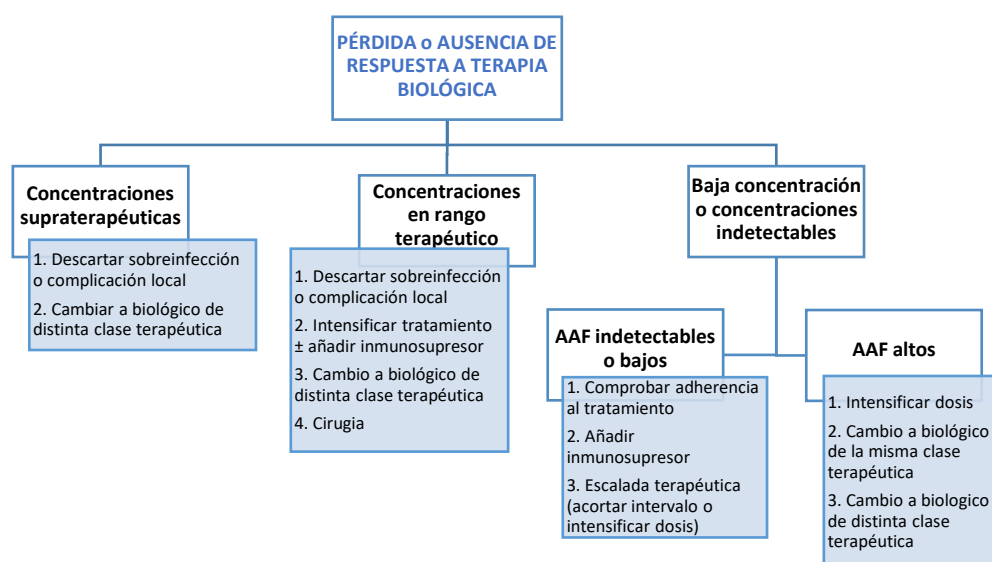 PÉRDIDA o AUSENCIA DE
RESPUESTA A TERAPIA
BIOLÓGICA
Concentraciones
supraterapéuticas
1. Descartar sobreinfección
o complicación local
2. Cambiar a biológico de
distinta clase terapéutica
Concentraciones
en rango
terapéutico
1. Descartar sobreinfección
o complicación local
2. Intensificar tratamiento
± añadir inmunosupresor
3. Cambio a biológico de
distinta clase terapéutica
4. Cirugia
Baja concentración
o concentraciones
indetectables
AAF indetectables
o bajos
1. Comprobar adherencia
al tratamiento
2. Añadir
inmunosupresor
3. Escalada terapéutica
(acortar intervalo o
intensificar dosis)
AAF altos
1. Intensificar dosis
2. Cambio a biológico
de la misma clase
terapéutica
3. Cambio a biologico
de distinta clase
terapéutica